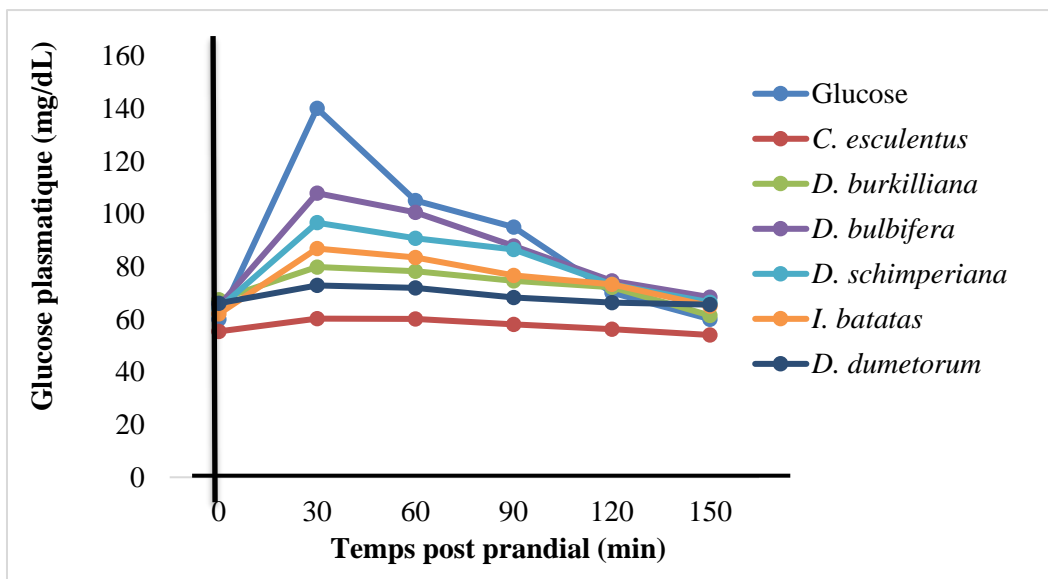 Glucose plasmatique (mg/dL)
160
140
120
100
80
60
40
20
0
0 30 60 90 120 150
Temps post prandial (min)
Glucose
C. esculentus
D. burkilliana
D. bulbifera
D. schimperiana
I. batatas
D. dumetorum